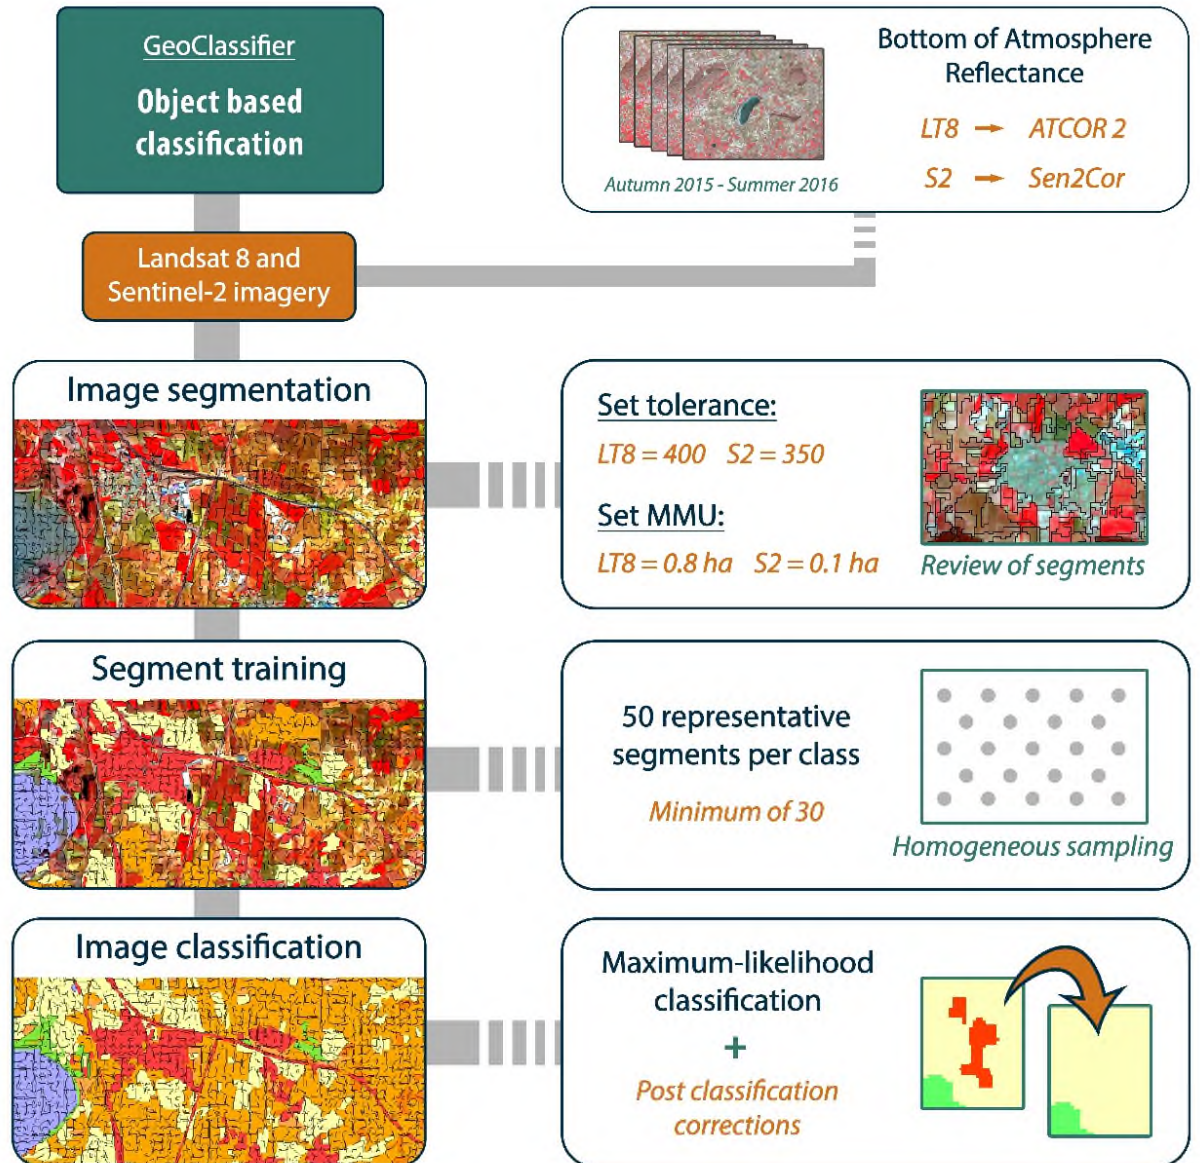 GeoClassifier
Object based
classification
Autumn 2015 - Summer 2016
Bottom of Atmosphere
Reflectance
LT8 → ATCOR 2
S2 → Sen2Cor
Landsat 8 and
Sentinel-2 imagery
Image segmentation
Set tolerance:
LT8 = 400 S2 = 350
Set MMU:
LT8 = 0.8 ha S2 = 0.1 ha
Review of segments
Segment training
50 representative
segments per class
Minimum of 30
Homogeneous sampling
Image classification
Maximum-likelihood
classification
+
Post classification
corrections